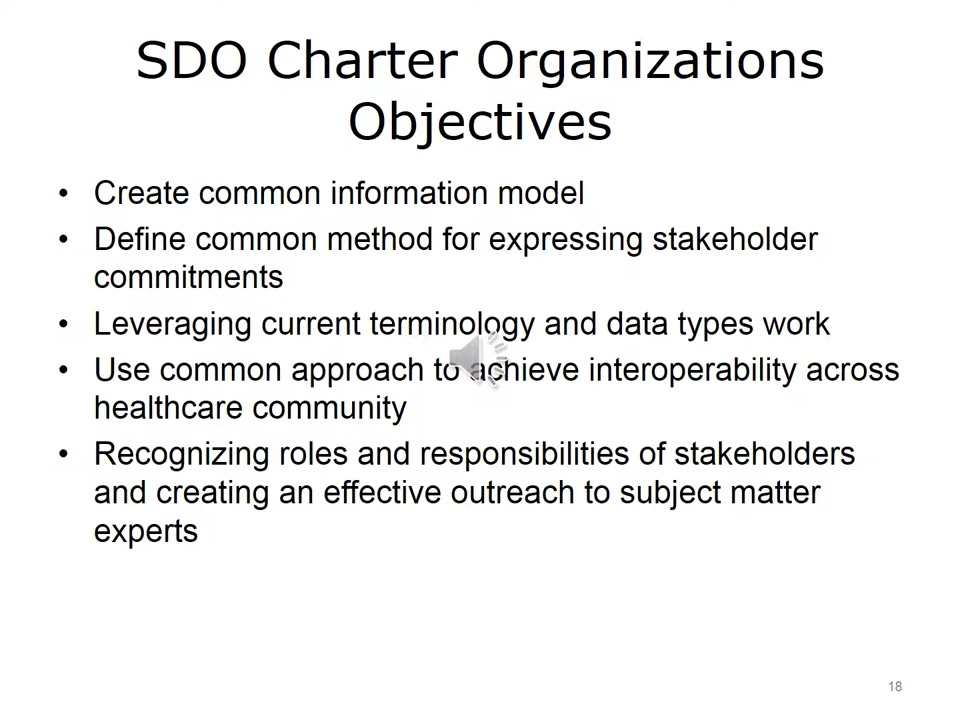 SDO Charter Organizations
Objectives
• Create common information model
• Define common method for expressing stakeholder
commitments
• Leveraging current terminology and data types work
• Use common approach to achieve interoperability across
healthcare community
• Recognizing roles and responsibilities of stakeholders
and creating an effective outreach to subject matter
experts
18